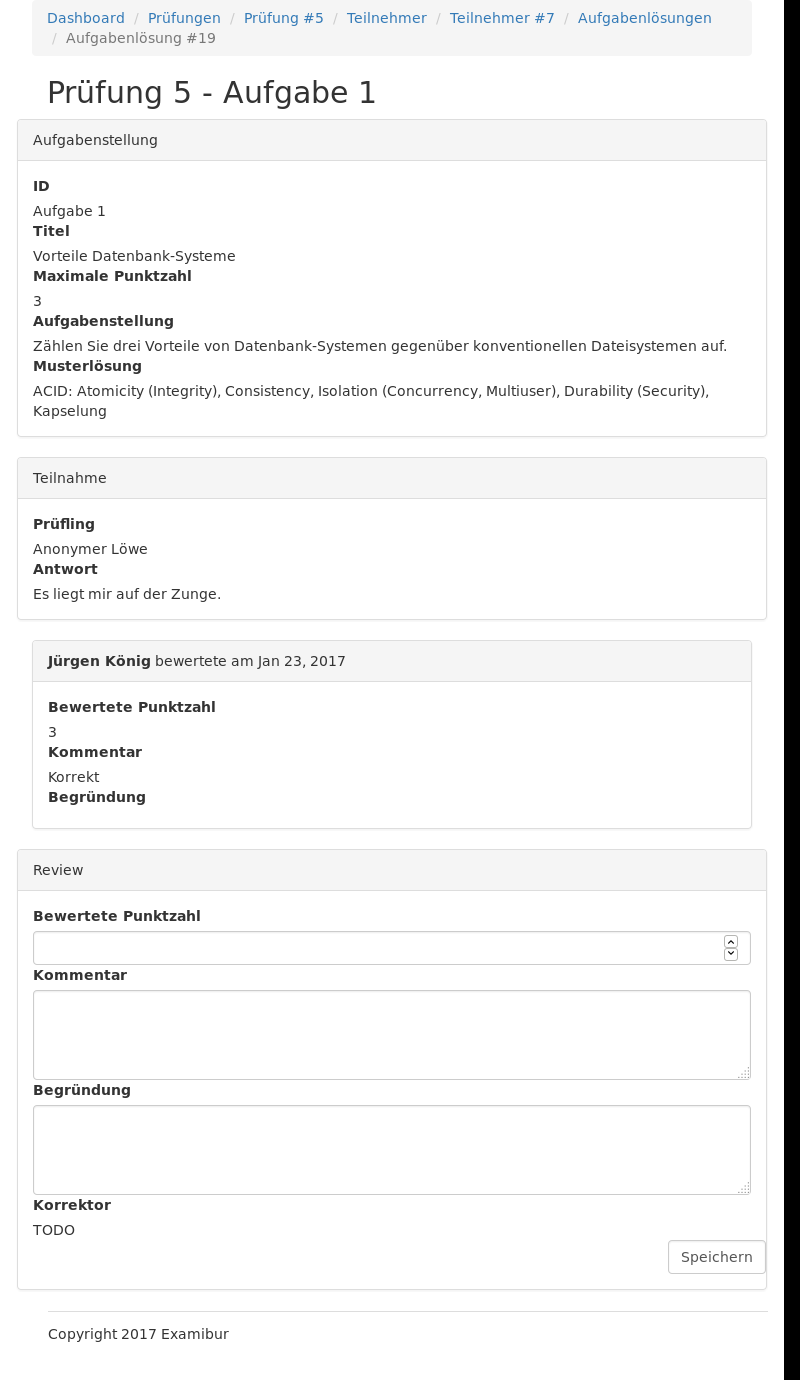 Dashboard / Prüfungen / Prüfung #5 / Teilnehmer / Teilnehmer #7 / Aufgabenlösungen
/ Aufgabenlösung #19
Prüfung 5 - Aufgabe 1
Aufgabenstellung
ID
Aufgabe 1
Titel
Vorteile Datenbank-Systeme
Maximale Punktzahl
3
Aufgabenstellung
Zählen Sie drei Vorteile von Datenbank-Systemen gegenüber konventionellen Dateisystemen auf.
Musterlösung
ACID: Atomicity (Integrity), Consistency, Isolation (Concurrency, Multiuser), Durability (Security),
Kapselung
Teilnahme
Prüfling
Anonymer Löwe
Antwort
Es liegt mir auf der Zunge.
Jürgen König bewertete am Jan 23, 2017
Bewertete Punktzahl
3
Kommentar
Korrekt
Begründung
Review
Bewertete Punktzahl
Kommentar
Begründung
Korrektor
TODO
Speichern
Copyright 2017 Examibur